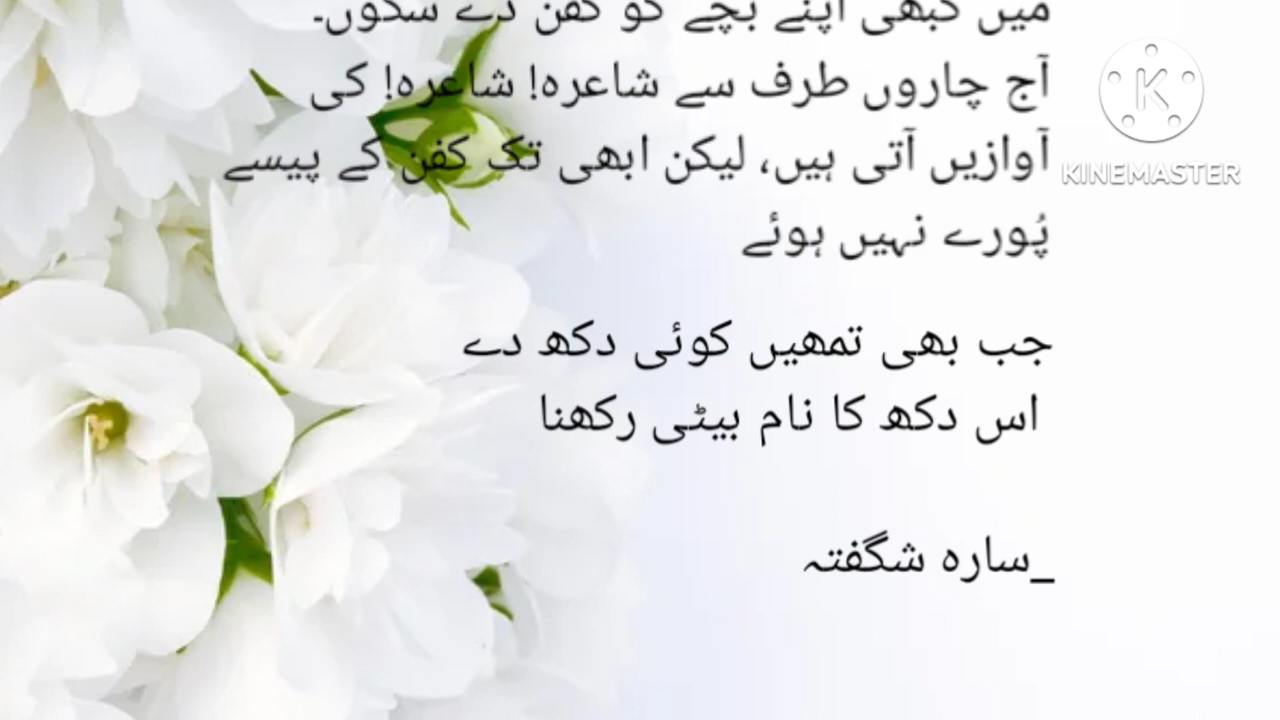 میں کبھی اپنے بچے کو کفن دے سکوں۔
آج چاروں طرف سے شاعرہ! شاعرہ! کی
آوازیں آتی ہیں، لیکن ابھی تک کفن کے پیسے
پُورے نہیں ہوئے
جب بھی تمھیں کوئی دکھ دے
اس دکھ کا نام بیٹی رکھنا
_سارہ شگفتہ
K
KINEMASTER